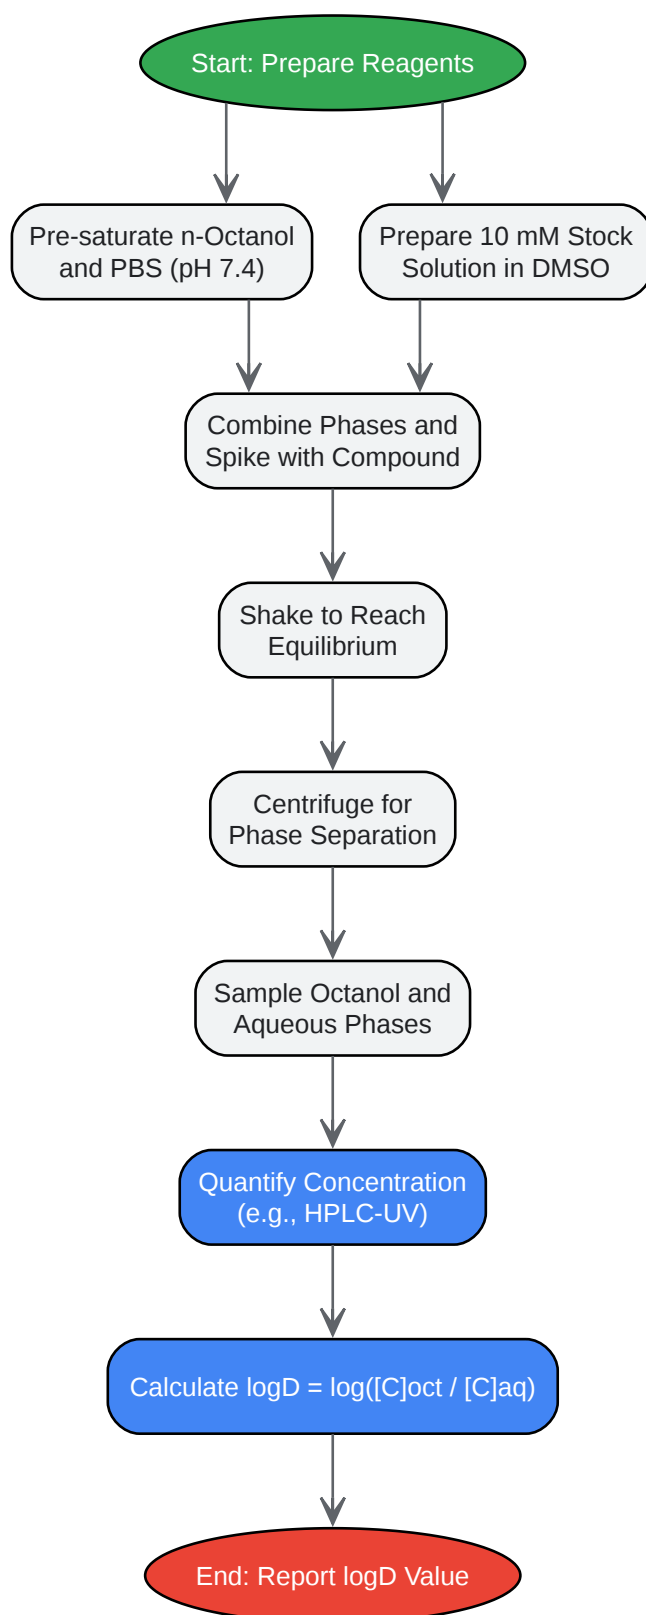 Start: Prepare Reagents
Pre-saturate n-Octanol
and PBS (pH 7.4)
Prepare 10 mM Stock
Solution in DMSO
Combine Phases and
Spike with Compound
Shake to Reach
Equilibrium
Centrifuge for
Phase Separation
Sample Octanol and
Aqueous Phases
Quantify Concentration
(e.g., HPLC-UV)
Calculate logD = log([C]oct / [C]aq)
End: Report logD Value